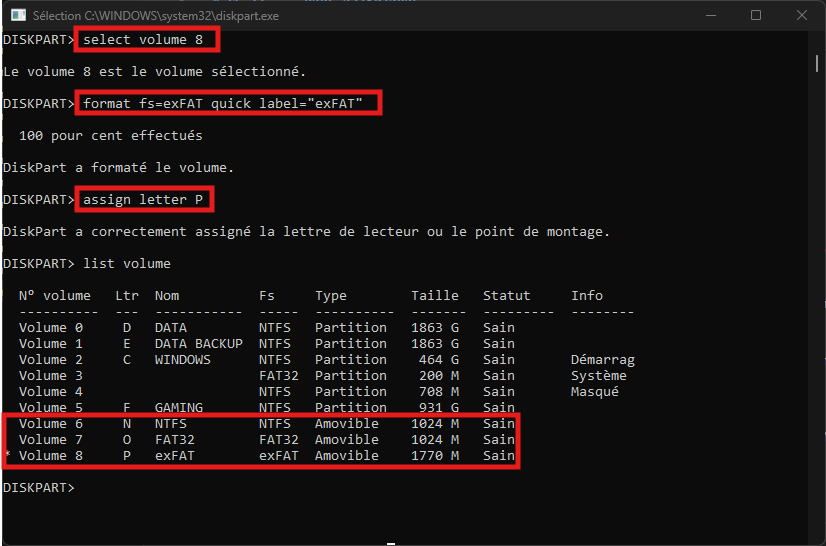 Sélection C:\WINDOWS\system32\diskpart.exe
DISKPART> select volume 8
Le volume 8 est le volume sélectionné.
DISKPART> format fs=exFAT quick label="exFAT"
100 pour cent effectués
DiskPart a formaté le volume.
DISKPART> assign letter P
DiskPart a correctement assigné la lettre de lecteur ou le point de montage.
DISKPART> list volume
N° volume Ltr Nom Fs Type Taille Statut Info
---------- --- ----------- ----- ---------- ------- --------- --------
Volume 0 D DATA NTFS Partition 1863 G Sain
Volume 1 E DATA BACKUP NTFS Partition 1863 G Sain
Volume 2 C WINDOWS NTFS Partition 464 G Sain Démarrag
Volume 3 FAT32 Partition 200 M Sain Système
Volume 4 NTFS Partition 708 M Sain Masqué
Volume 5 F GAMING NTFS Partition 931 G Sain
Volume 6 N NTFS NTFS Amovible 1024 M Sain
Volume 7 O FAT32 FAT32 Amovible 1024 M Sain
* Volume 8 P exFAT exFAT Amovible 1770 M Sain
DISKPART>